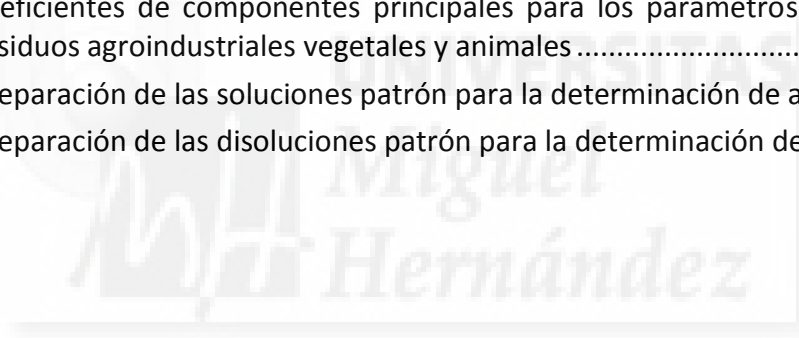 eficientes de componentes principales para los parámetros
siduos agroindustriales vegetales y animales ............................
eparación de las soluciones patrón para la determinación de a
eparación de las disoluciones patrón para la determinación de
UNIVERSITAS
Miguel
Hernández